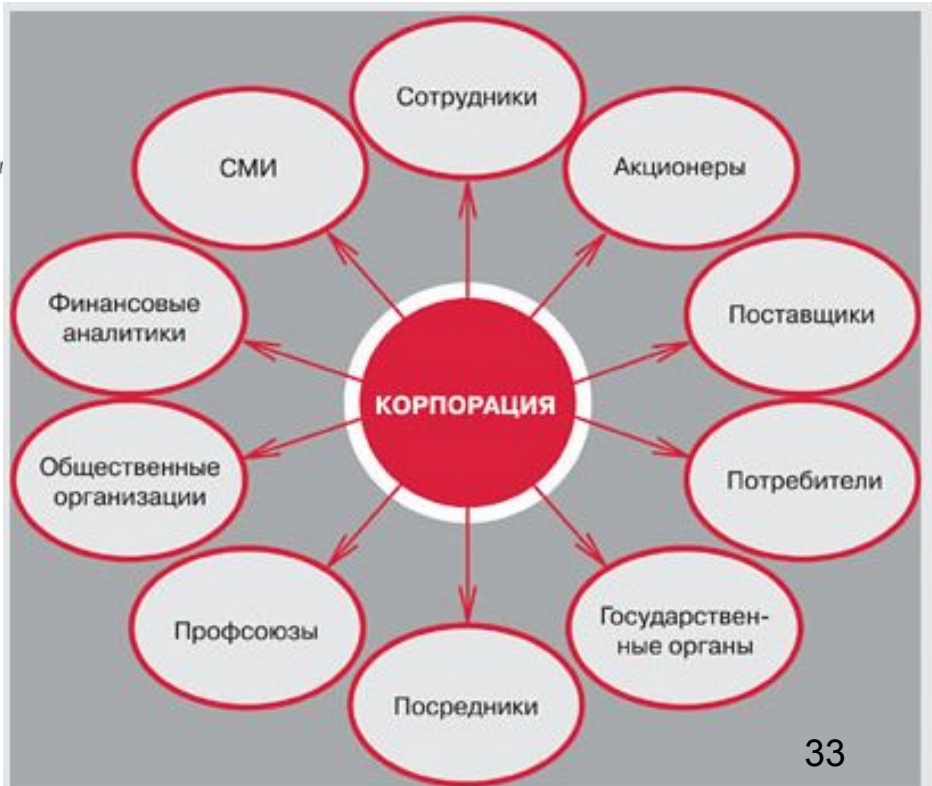 Сотрудники
СМИ
Акционеры
Финансовые
аналитики
Поставщики
КОРПОРАЦИЯ
Общественные
организации
Потребители
Профсоюзы
Государствен-
ные органы
Посредники
33